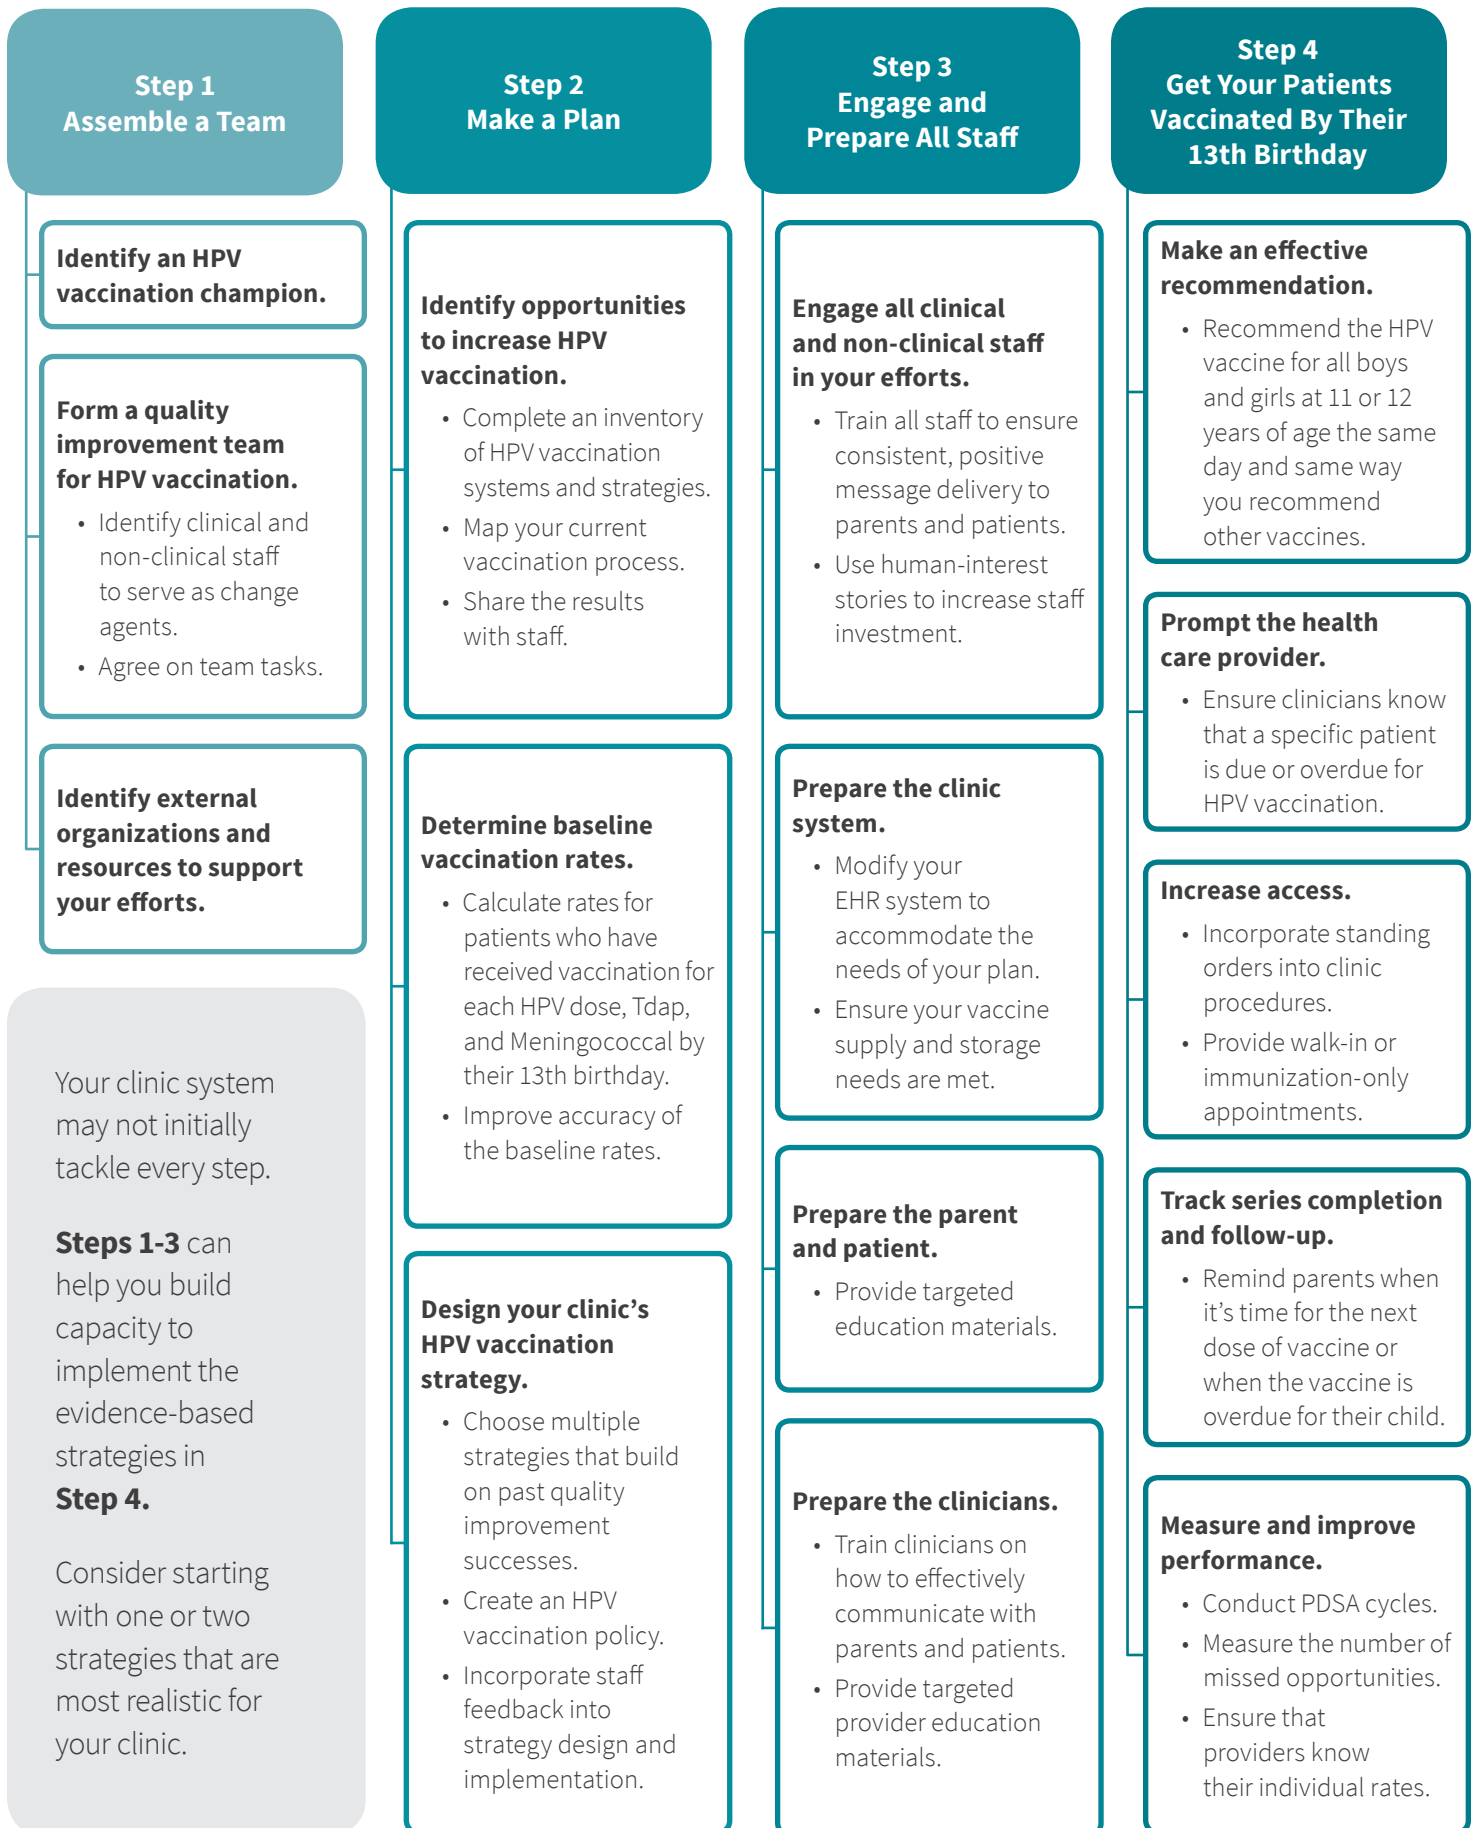 Step 1
Assemble a Team
Identify an HPV
vaccination champion.
Form a quality
improvement team
for HPV vaccination.
• Identify clinical and
non-clinical staff
to serve as change
agents.
• Agree on team tasks.
Identify external
organizations and
resources to support
your efforts.
Your clinic system
may not initially
tackle every step.
Steps 1-3 can
help you build
capacity to
implement the
evidence-based
strategies in
Step 4.
Consider starting
with one or two
strategies that are
most realistic for
your clinic.
Step 2
Make a Plan
Identify opportunities
to increase HPV
vaccination.
• Complete an inventory
of HPV vaccination
systems and strategies.
• Map your current
vaccination process.
• Share the results
with staff.
Determine baseline
vaccination rates.
• Calculate rates for
patients who have
received vaccination for
each HPV dose, Tdap,
and Meningococcal by
their 13th birthday.
• Improve accuracy of
the baseline rates.
Design your clinic’s
HPV vaccination
strategy.
• Choose multiple
strategies that build
on past quality
improvement
successes.
• Create an HPV
vaccination policy.
• Incorporate staff
feedback into
strategy design and
implementation.
Step 3
Engage and
Prepare All Staff
Engage all clinical
and non-clinical staff
in your efforts.
• Train all staff to ensure
consistent, positive
message delivery to
parents and patients.
• Use human-interest
stories to increase staff
investment.
Prepare the clinic
system.
• Modify your
EHR system to
accommodate the
needs of your plan.
• Ensure your vaccine
supply and storage
needs are met.
Prepare the parent
and patient.
• Provide targeted
education materials.
Prepare the clinicians.
• Train clinicians on
how to effectively
communicate with
parents and patients.
• Provide targeted
provider education
materials.
Step 4
Get Your Patients
Vaccinated By Their
13th Birthday
Make an effective
recommendation.
• Recommend the HPV
vaccine for all boys
and girls at 11 or 12
years of age the same
day and same way
you recommend
other vaccines.
Prompt the health
care provider.
• Ensure clinicians know
that a specific patient
is due or overdue for
HPV vaccination.
Increase access.
• Incorporate standing
orders into clinic
procedures.
• Provide walk-in or
immunization-only
appointments.
Track series completion
and follow-up.
• Remind parents when
it’s time for the next
dose of vaccine or
when the vaccine is
overdue for their child.
Measure and improve
performance.
• Conduct PDSA cycles.
• Measure the number of
missed opportunities.
• Ensure that
providers know
their individual rates.